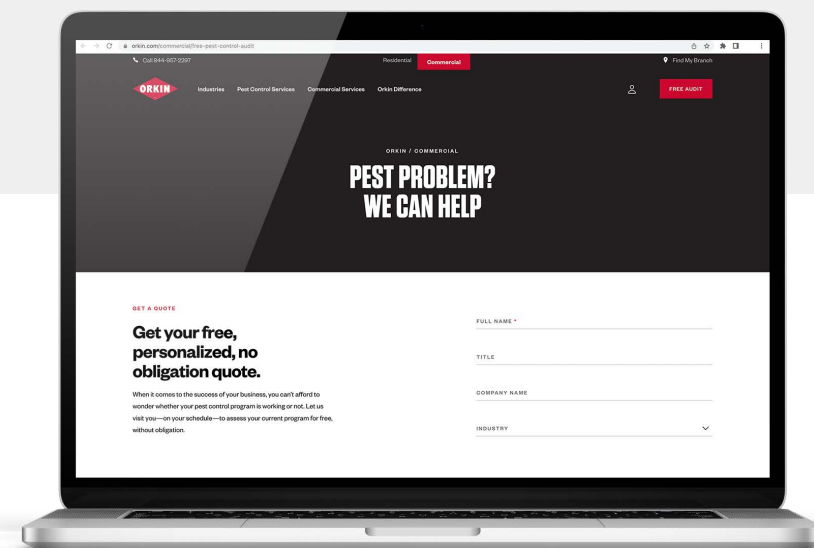 orkin.com/commercial/free-pest-control-audit
Call 844-957-2297
Residential
Commercial
Find My Branch
ORKIN
Industries
Pest Control Services
Commercial Services
Orkin Difference
FREE AUDIT
ORKIN / COMMERCIAL
PEST PROBLEM?
WE CAN HELP
GET A QUOTE
Get your free,
personalized, no
obligation quote.
When it comes to the success of your business, you can't afford to
wonder whether your pest control program is working or not. Let us
visit you—on your schedule—to assess your current program for free,
without obligation.
FULL NAME *
TITLE
COMPANY NAME
INDUSTRY